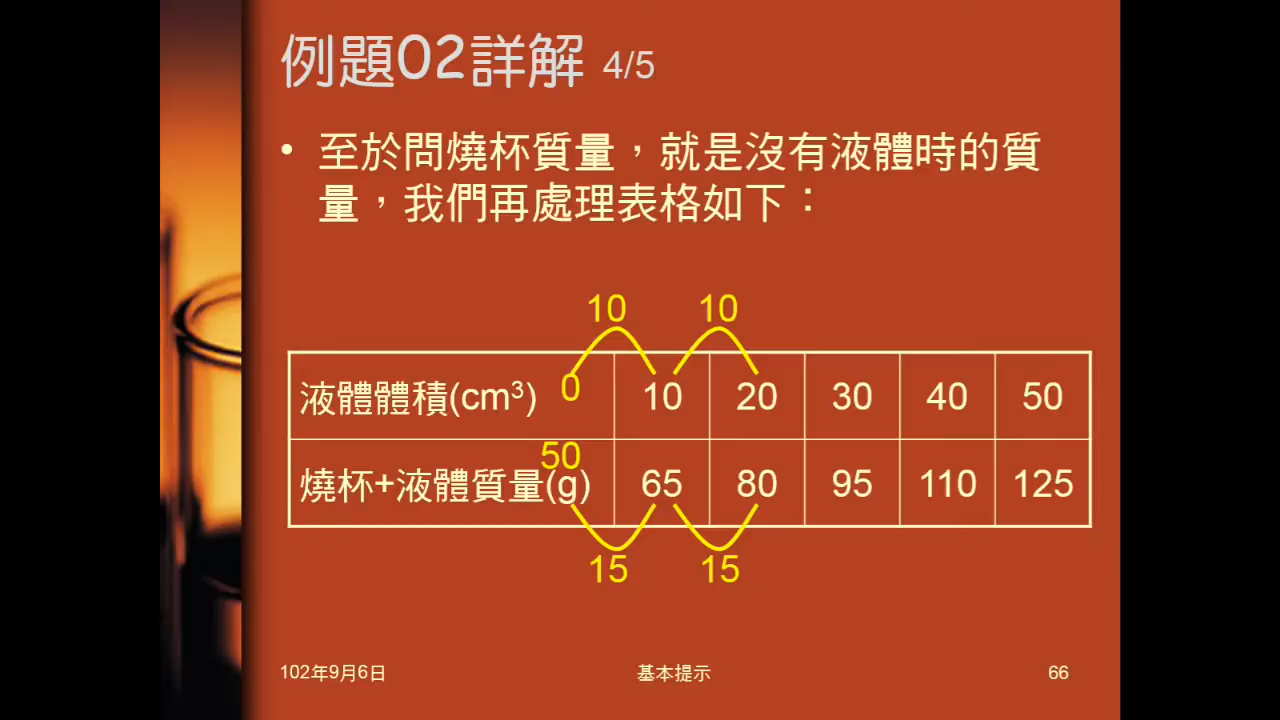 例題02詳解 4/5
• 至於問燒杯質量，就是沒有液體時的質
量，我們再處理表格如下：
10 10
液體體積(cm³) 0 10 20 30 40 50
50
燒杯+液體質量(g) 65 80 95 110 125
15 15
102年9月6日 基本提示 66